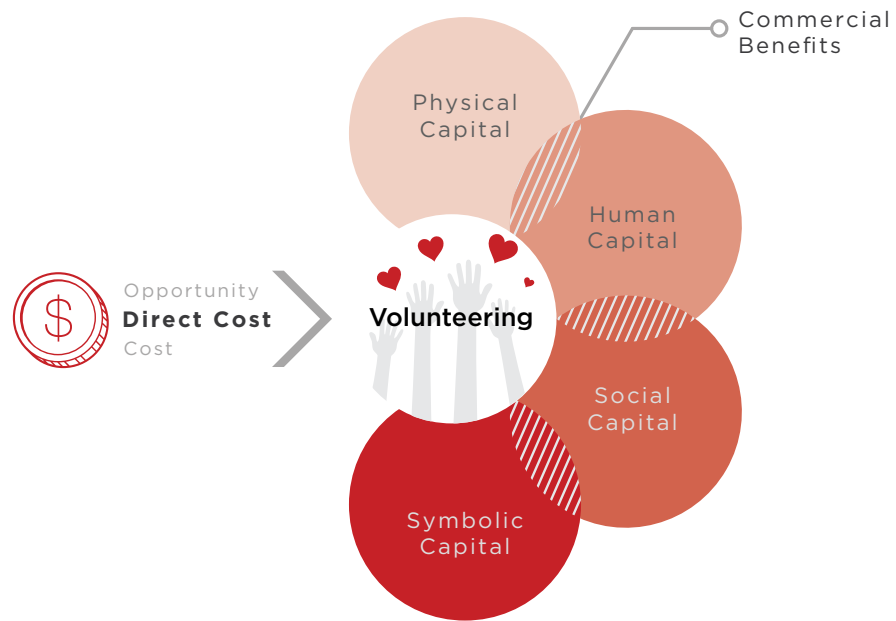 Commercial
Benefits
Physical
Capital
Human
Capital
Opportunity
Direct Cost
Cost
$
Volunteering
Social
Capital
Symbolic
Capital